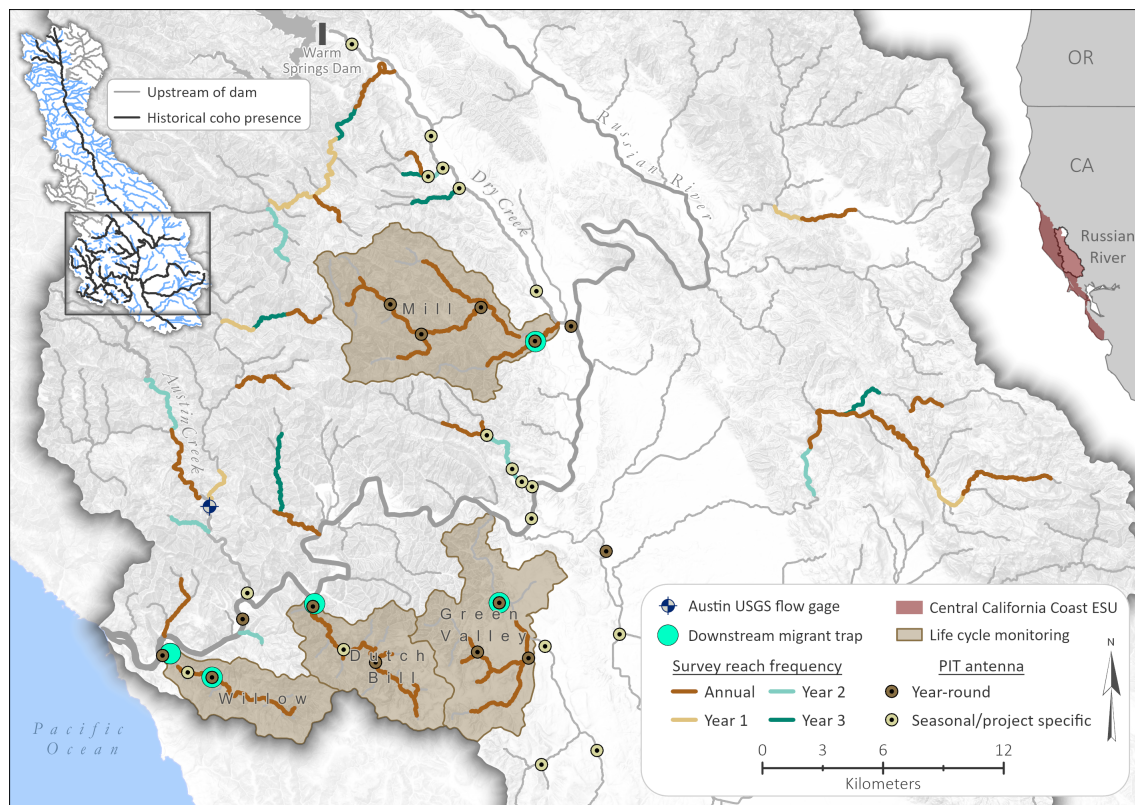 Warm
Springs Dam
Upstream of dam
Historical coho presence
OR
CA
Russian
River
Russian River
Dry Creek
Mill
Austin Creek
Green
Valley
Dutch
Bill
Willow
Pacific
Ocean
Austin USGS flow gage
Central California Coast ESU
Downstream migrant trap
Life cycle monitoring
Survey reach frequency
PIT antenna
Annual
Year 2
Year-round
Year 1
Year 3
Seasonal/project specific
N
0 3 6 12
Kilometers